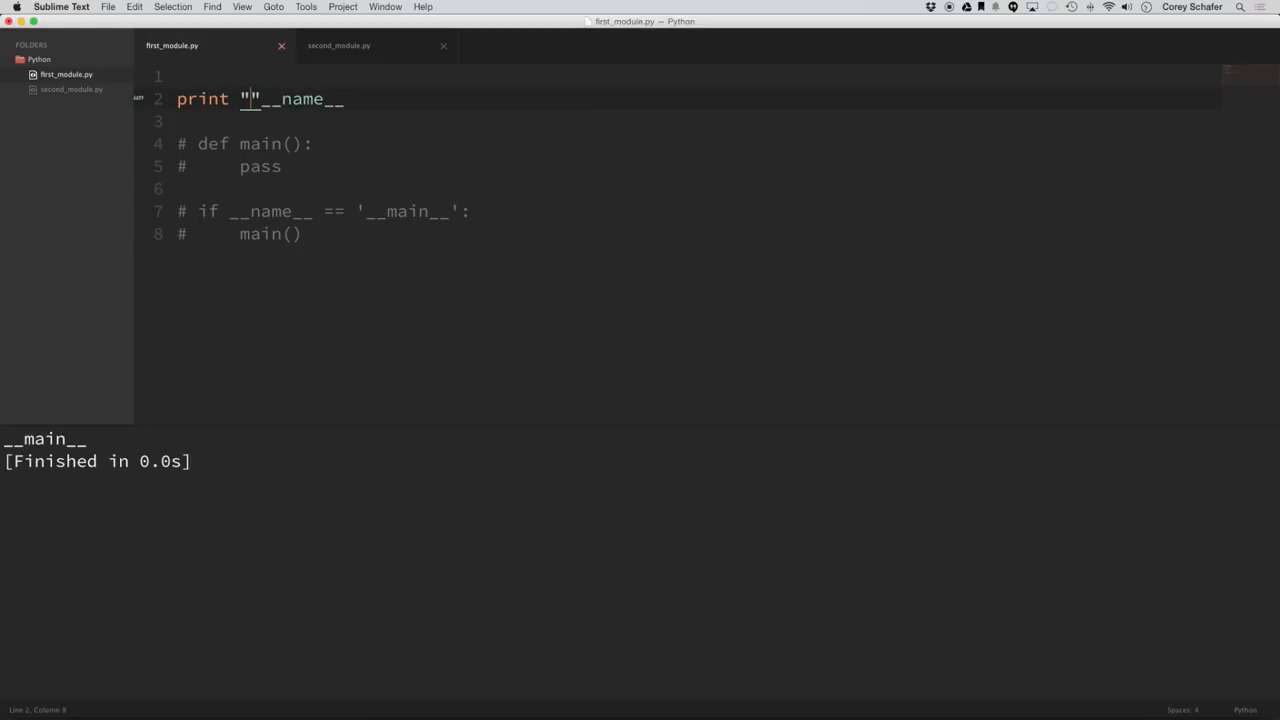 Sublime Text File Edit Selection Find View Goto Tools Project Window Help Corey Schafer
first_module.py — Python
FOLDERS
Python
first_module.py
second_module.py
first_module.py second_module.py
1
2 print ""__name__
3
4 # def main():
5 #     pass
6
7 # if __name__ == '__main__':
8 #     main()
__main__
[Finished in 0.0s]
Line 2, Column 8 Spaces: 4 Python